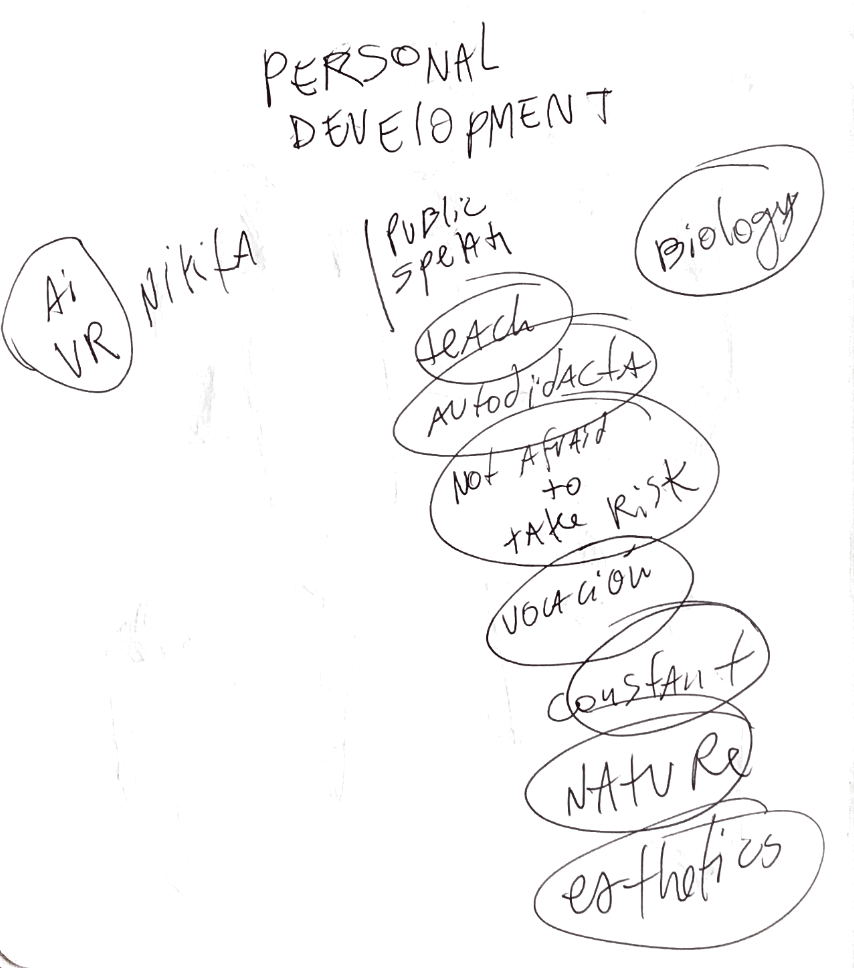 PERSONAL
DEVElOPMENT
Public
speak
Biology
Ai
VR
NikitA
teach
Autodidacta
Not Afraid
to
take Risk
vocación
constant
NAtuRe
esthetics